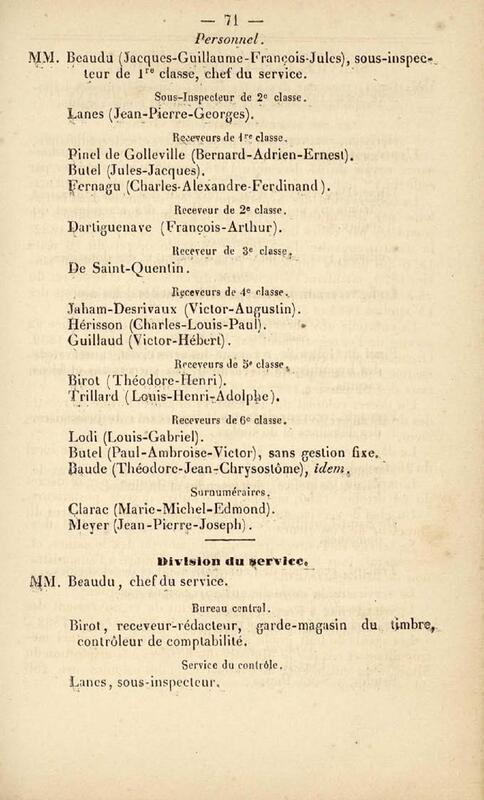 — 71 —
Personnel.
MM. Beaudu (Jacques-Guillaume-François-Jules), sous-inspec-
teur de 1re classe, chef du service.
Sous-Inspecteur de 2e classe.
Lanes (Jean-Pierre-Georges).
Receveurs de 1re classe.
Pinel de Golleville (Bernard-Adrien-Ernest).
Butel (Jules-Jacques).
Fernagu (Charles-Alexandre-Ferdinand).
Receveur de 2e classe.
Dartiguenave (François-Arthur).
Receveur de 3e classe.
De Saint-Quentin.
Receveurs de 4e classe.
Jaham-Desrivaux (Victor-Augustin).
Hérisson (Charles-Louis-Paul).
Guillaud (Victor-Hébert).
Receveurs de 5e classe.
Birot (Théodore-Henri).
Trillard (Louis-Henri-Adolphe).
Receveurs de 6e classe.
Lodi (Louis-Gabriel).
Butel (Paul-Ambroise-Victor), sans gestion fixe.
Baude (Théodore-Jean-Chrysostôme), idem.
Surnuméraires.
Clarac (Marie-Michel-Edmond).
Meyer (Jean-Pierre-Joseph).
Division du service.
MM. Beaudu, chef du service.
Bureau central.
Birot, receveur-rédacteur, garde-magasin du timbre,
contrôleur de comptabilité.
Service du contrôle.
Lanes, sous-inspecteur.